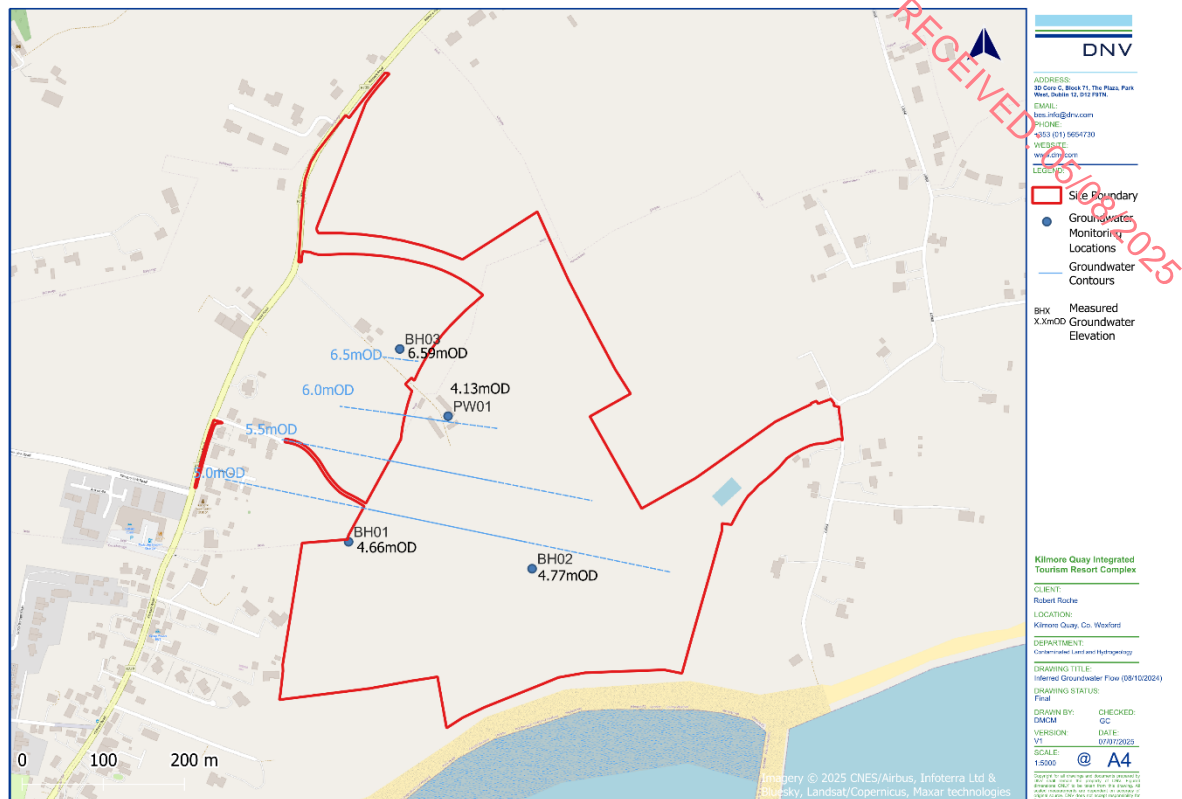 BH03
6.59mOD
6.5mOD
6.0mOD
4.13mOD
PW01
5.5mOD
.0mOD
BH01
4.66mOD
BH02
4.77mOD
0 100 200 m
Imagery © 2025 CNES/Airbus, Infoterra Ltd &
Bluesky, Landsat/Copernicus, Maxar technologies
RECEIVED: 05/08/2025
DNV
ADDRESS:
3D Core C, Block 71, The Plaza, Park
West, Dublin 12, D12 F9TN.
EMAIL:
bes.info@dnv.com
PHONE:
+353 (01) 5654730
WEBSITE:
www.dnv.com
LEGEND:
Site Boundary
Groundwater
Monitoring
Locations
Groundwater
Contours
BHX
X.XmOD
Measured
Groundwater
Elevation
Kilmore Quay Integrated
Tourism Resort Complex
CLIENT:
Robert Roche
LOCATION:
Kilmore Quay, Co. Wexford
DEPARTMENT:
Contaminated Land and Hydrogeology
DRAWING TITLE:
Inferred Groundwater Flow (08/10/2024)
DRAWING STATUS:
Final
DRAWN BY: CHECKED:
DMCM GC
VERSION: DATE:
V1 07/07/2025
SCALE:
1:5000 @ A4